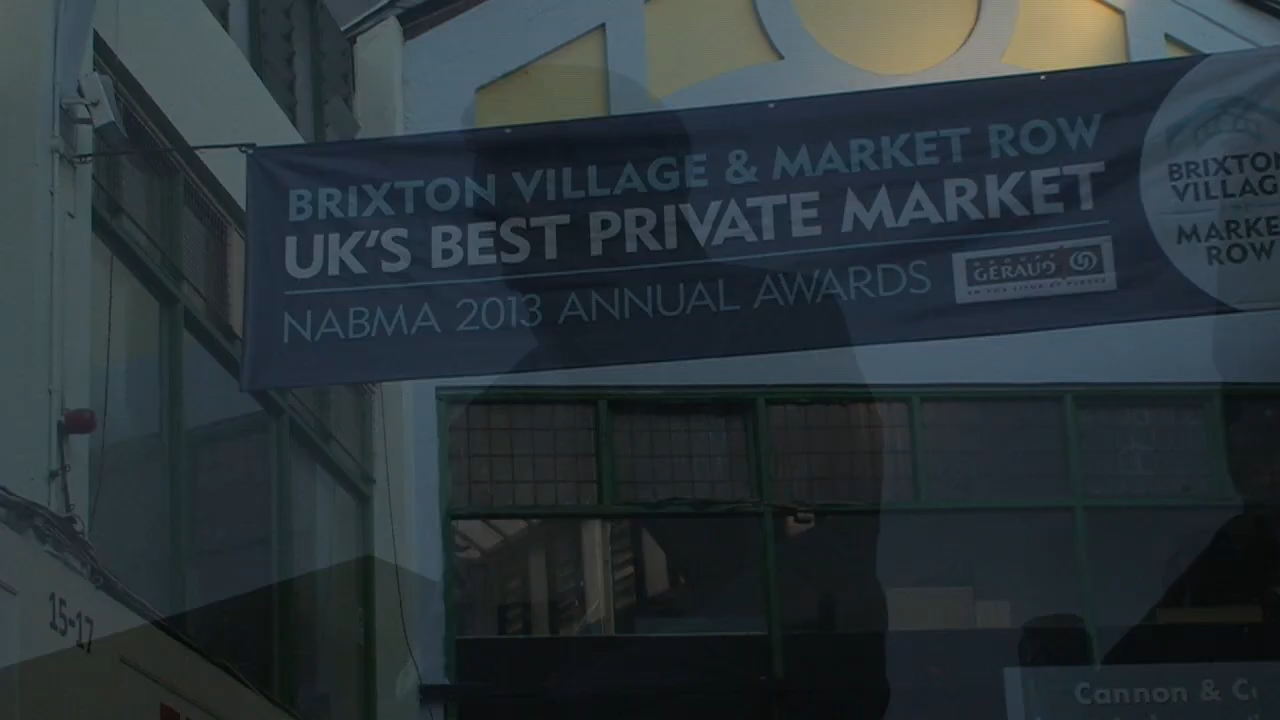 BRIXTON VILLAGE & MARKET ROW
UK'S BEST PRIVATE MARKET
NABMA 2013 ANNUAL AWARDS
GÉRAUD
BRIXTON
VILLAGE
MARKET
ROW
15-17
Cannon & C